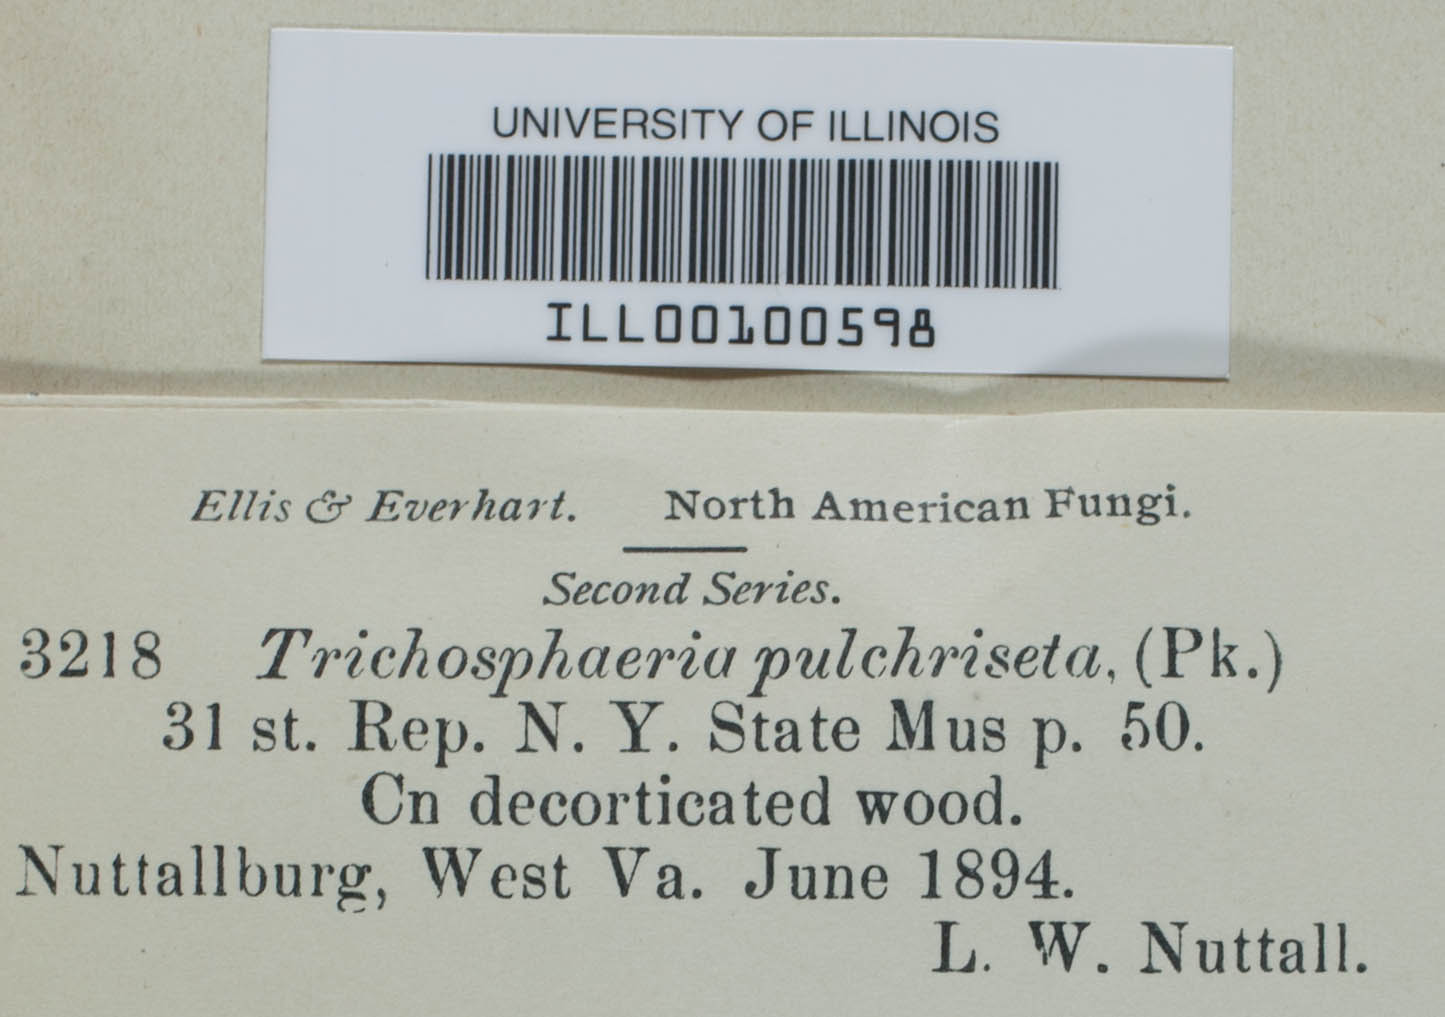 UNIVERSITY OF ILLINOIS
ILL00100598
Ellis & Everhart. North American Fungi.
Second Series.
3218 Trichosphaeria pulchriseta, (Pk.)
31 st. Rep. N. Y. State Mus p. 50.
Cn decorticated wood.
Nuttallburg, West Va. June 1894.
L. W. Nuttall.